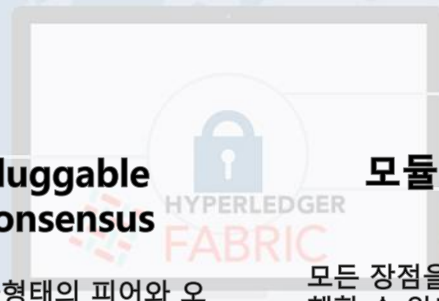 luggable
onsensus
모듈
HYPERLEDGER
FABRIC
형태의 피어와 오
모든 장점을